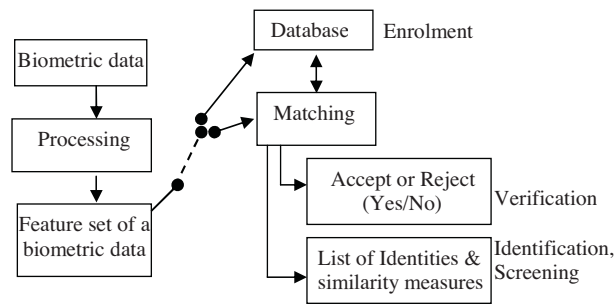 Database
Enrolment
Biometric data
Matching
Processing
Accept or Reject
(Yes/No)
Verification
Feature set of a
biometric data
List of Identities &
similarity measures
Identification,
Screening